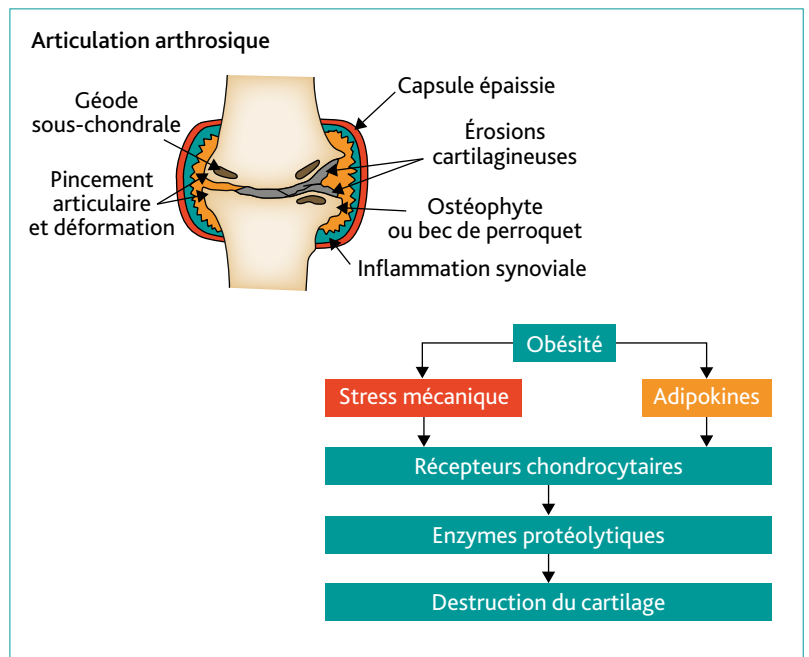 Articulation arthrosique
Géode
sous-chondrale
Pincement
articulaire
et déformation
Capsule épaissie
Érosions
cartilagineuses
Ostéophyte
ou bec de perroquet
Inflammation synoviale
Obésité
Stress mécanique
Adipokines
Récepteurs chondrocytaires
Enzymes protéolytiques
Destruction du cartilage